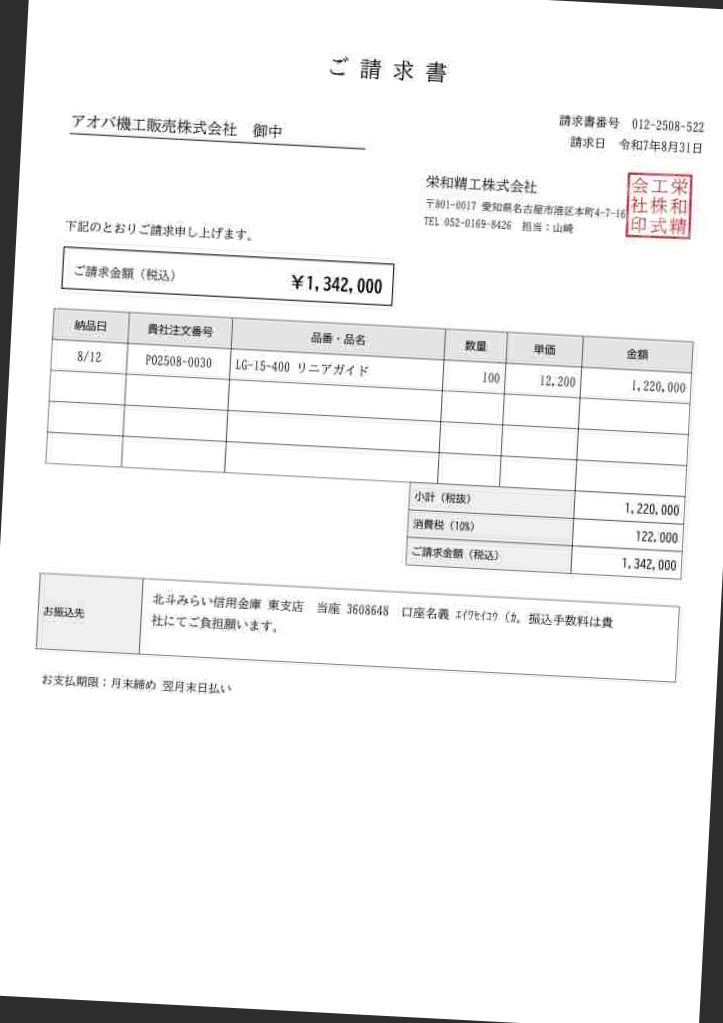 ご請求書
アオバ機工販売株式会社　御中
請求書番号　012-2508-522
請求日　令和7年8月31日
栄和精工株式会社
〒801-0017 愛知県名古屋市港区本町4-7-16
TEL 052-0169-8426　担当：山崎
栄和精工株式会社印
下記のとおりご請求申し上げます。
ご請求金額（税込）　¥1,342,000
納品日　貴社注文番号　品番・品名　数量　単価　金額
8/12　PO2508-0030　LG-15-400 リニアガイド　100　12,200　1,220,000
小計（税抜）　1,220,000
消費税（10%）　122,000
ご請求金額（税込）　1,342,000
お振込先　北斗みらい信用金庫 東支店　当座 3608648　口座名義 ｴｲﾜｾｲｺｳ（ｶ。振込手数料は貴
社にてご負担願います。
お支払期限：月末締め 翌月末日払い